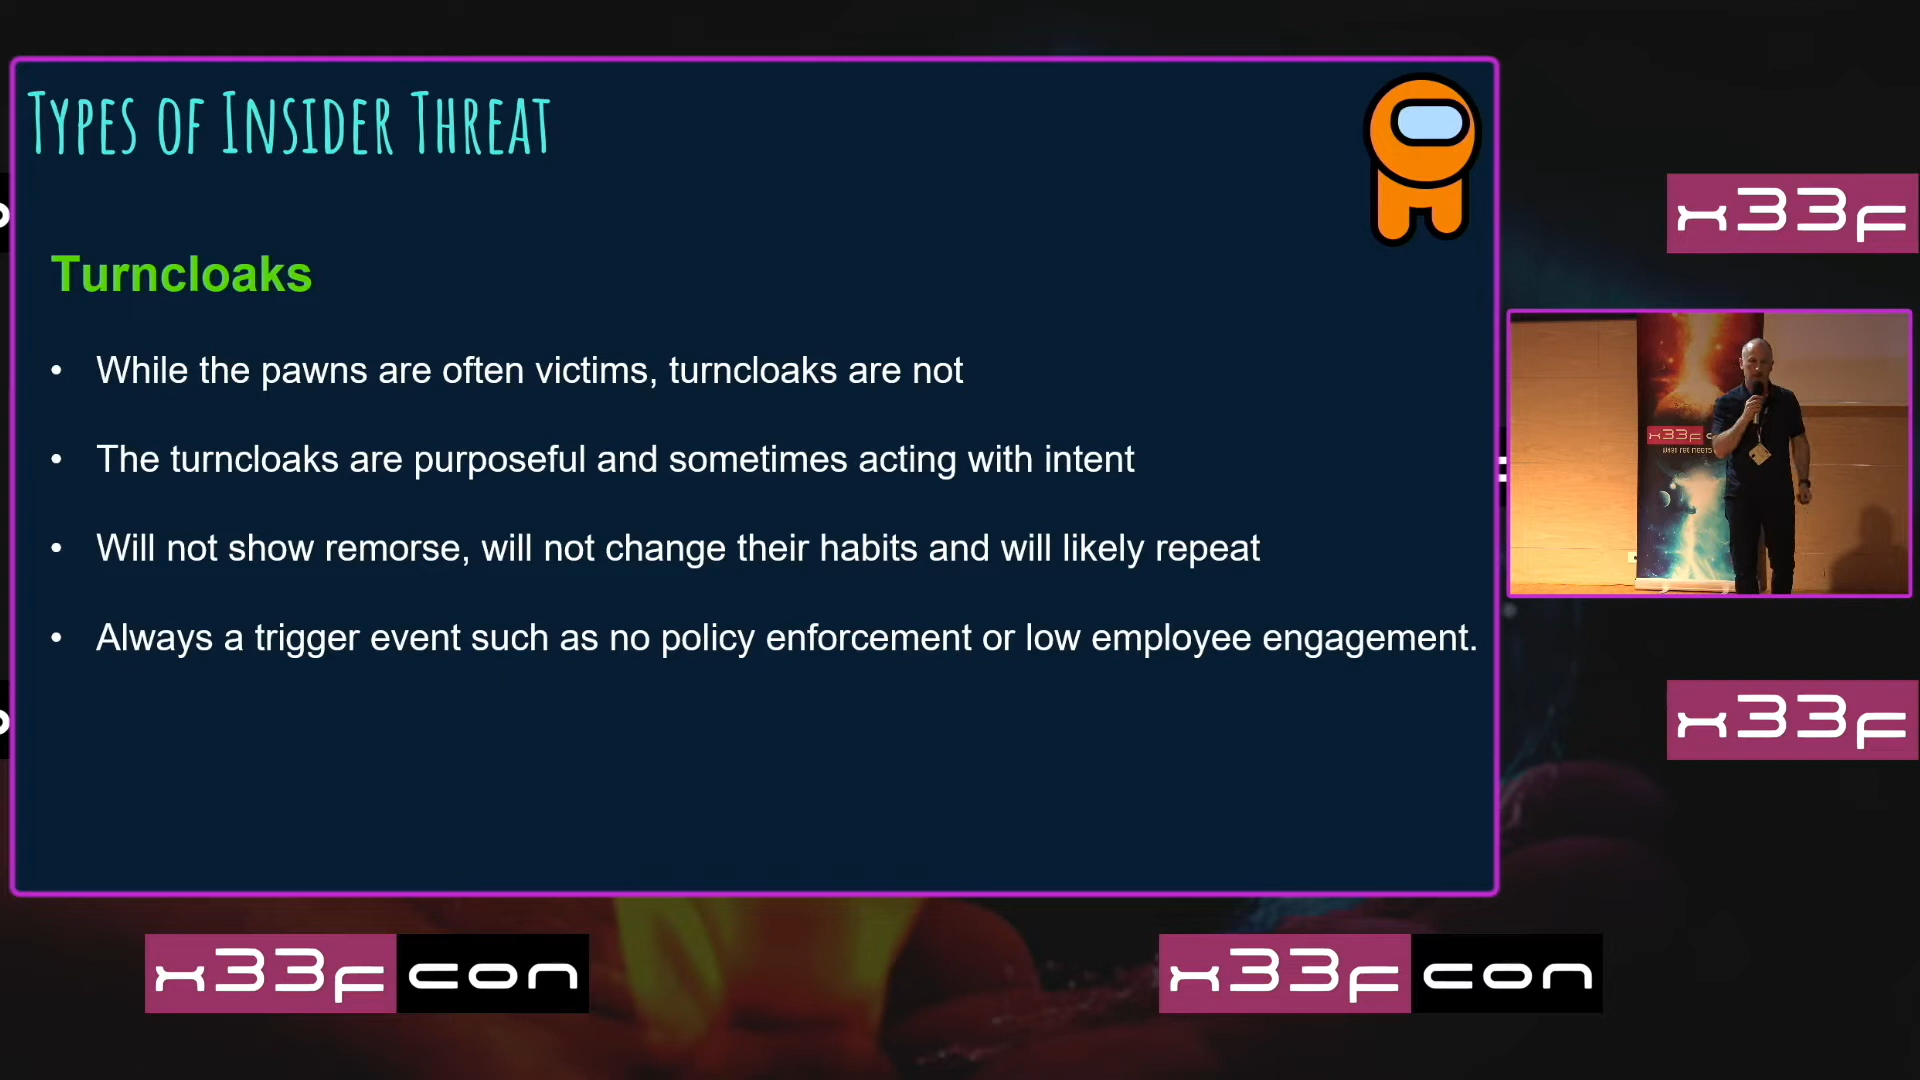 Types of Insider Threat
Turncloaks
• While the pawns are often victims, turncloaks are not
• The turncloaks are purposeful and sometimes acting with intent
• Will not show remorse, will not change their habits and will likely repeat
• Always a trigger event such as no policy enforcement or low employee engagement.
x33f
x33f
x33f
x33fcon
x33fcon